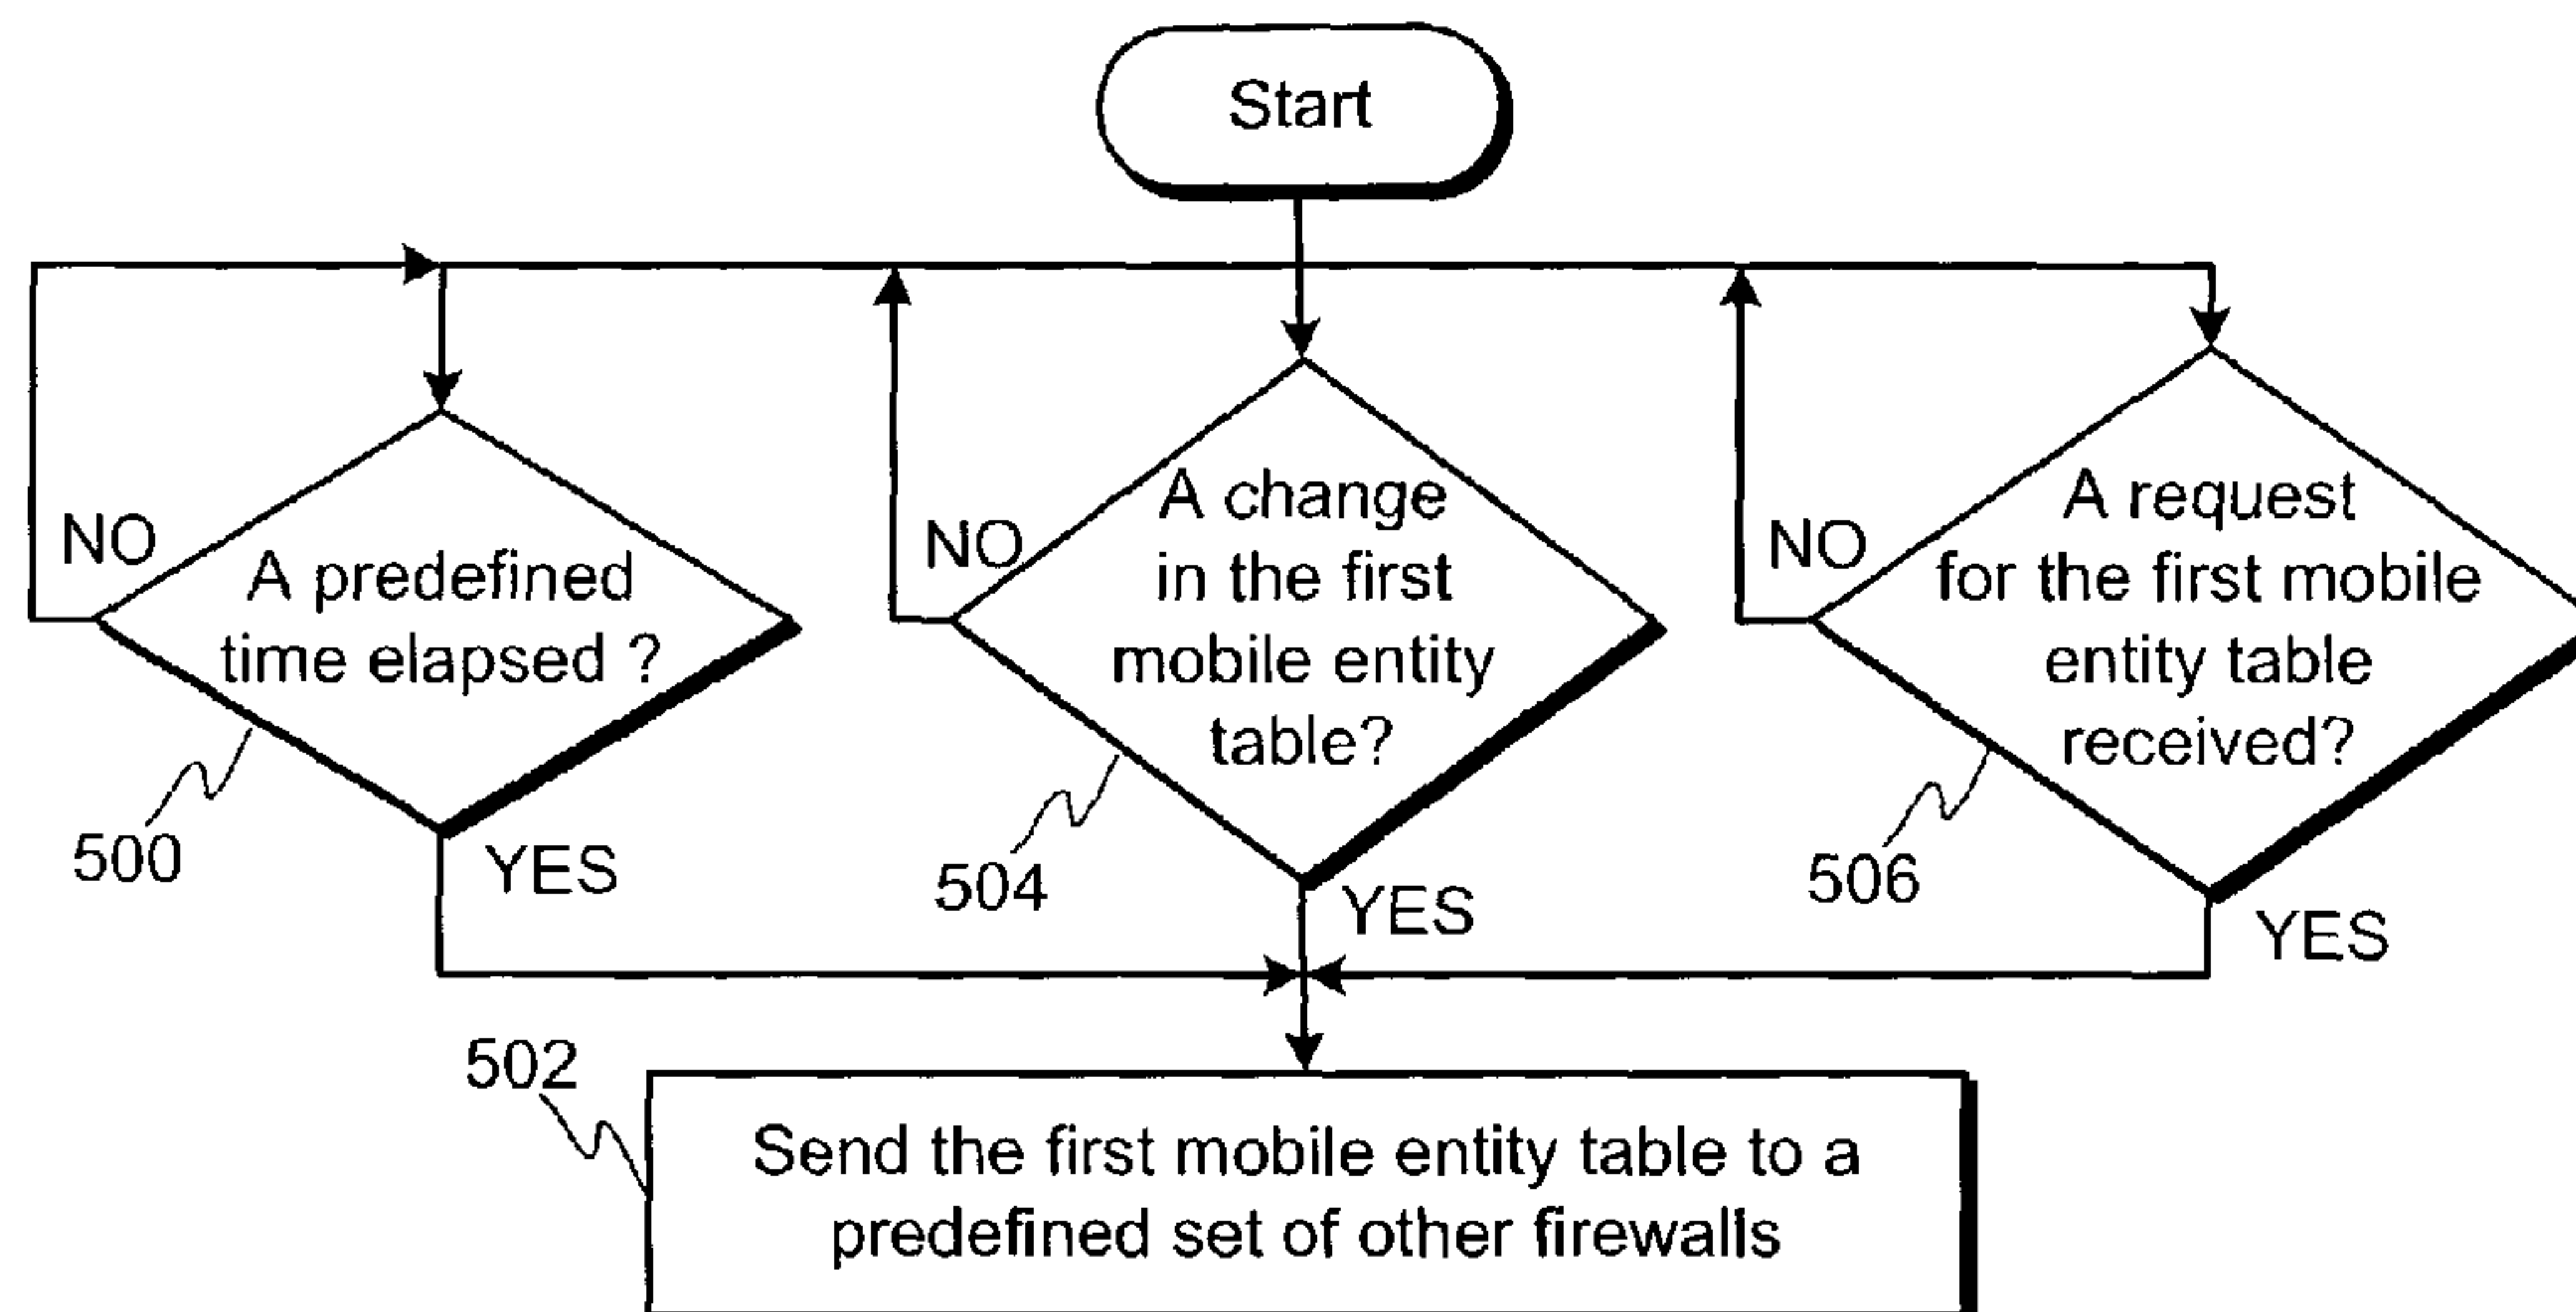 Start
NO
A predefined
time elapsed ?
500
YES
NO
A change
in the first
mobile entity
table?
504
YES
NO
A request
for the first mobile
entity table
received?
506
YES
502
Send the first mobile entity table to a
predefined set of other firewalls